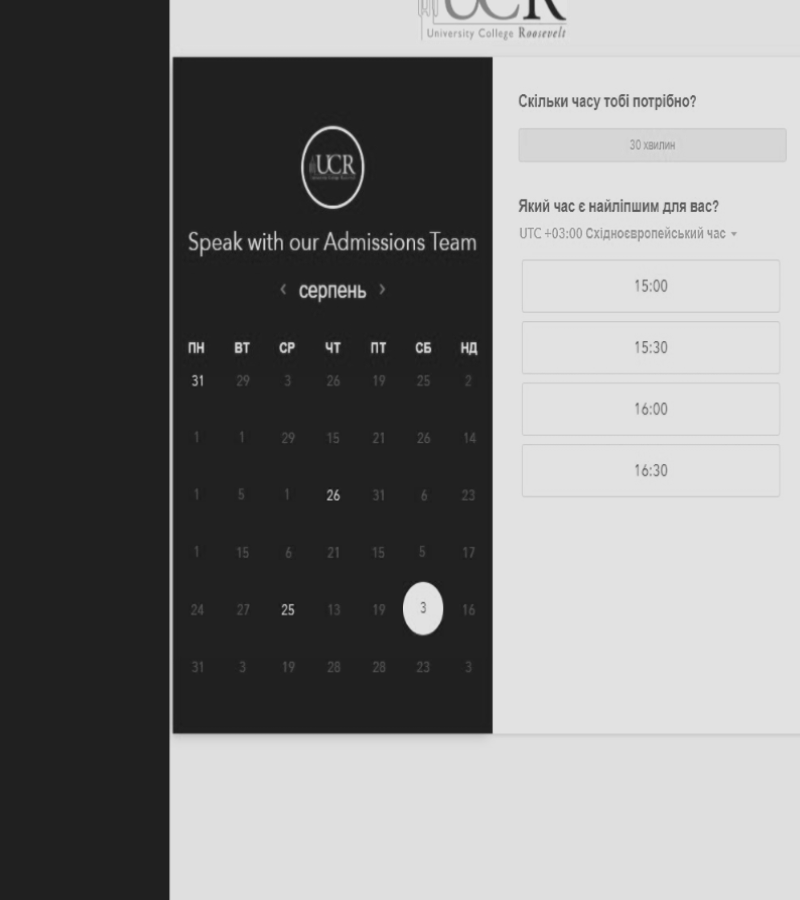 UCR
University College Roosevelt
UCR
Speak with our Admissions Team
‹ серпень ›
ПН ВТ СР ЧТ ПТ СБ НД
31 29 3 26 19 25 2
1 1 29 15 21 26 14
1 5 1 26 31 6 23
1 15 6 21 15 5 17
24 27 25 13 19 3 16
31 3 19 28 28 23 3
Скільки часу тобі потрібно?
30 хвилин
Який час є найліпшим для вас?
UTC +03:00 Східноєвропейський час
15:00
15:30
16:00
16:30